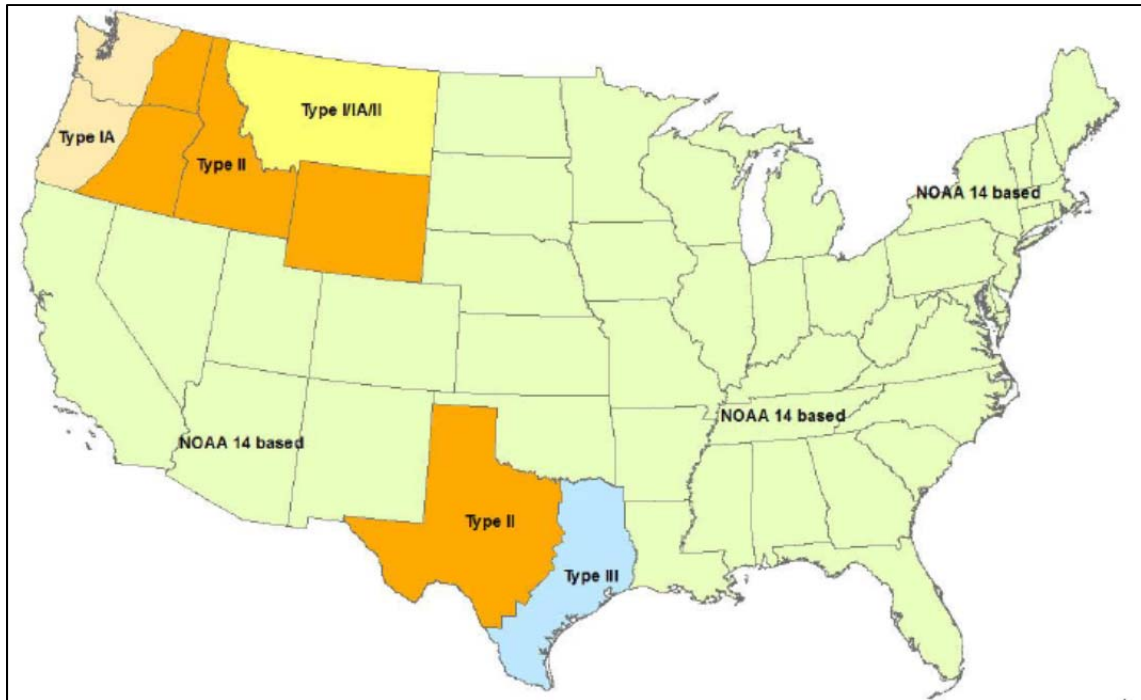 Type I/IA/II
Type IA
Type II
NOAA 14 based
NOAA 14 based
NOAA 14 based
Type II
Type III